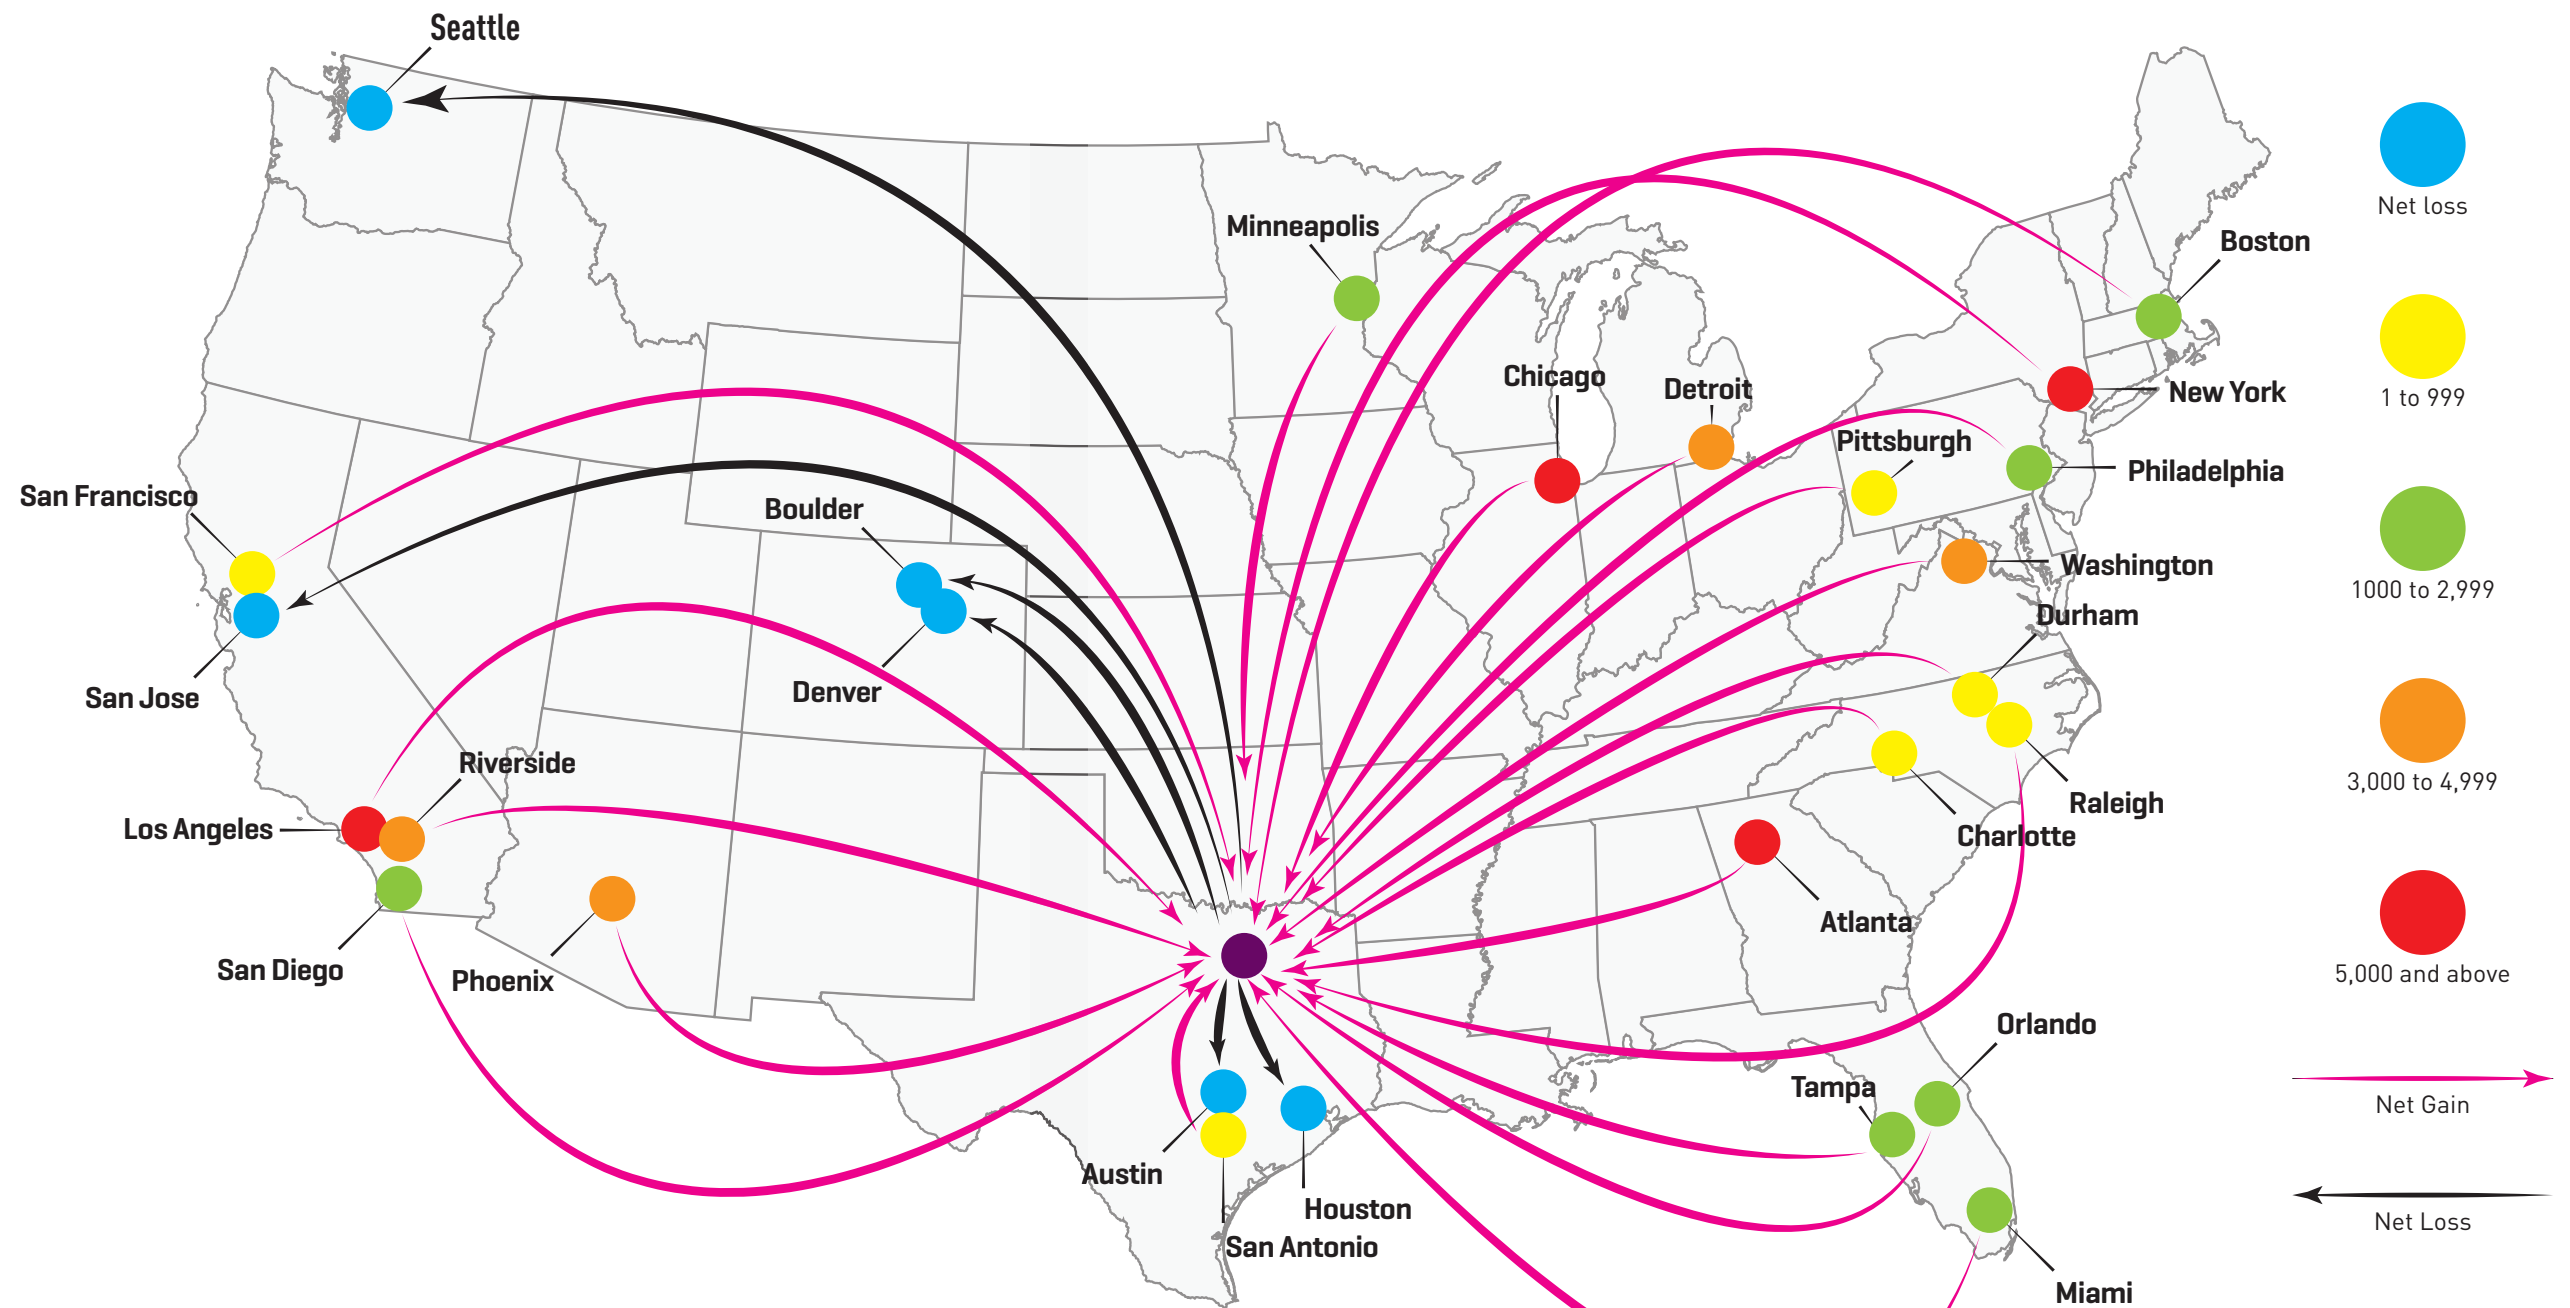 Seattle
Minneapolis
Boston
Chicago
Detroit
New York
Pittsburgh
Philadelphia
San Francisco
Boulder
Washington
Durham
San Jose
Denver
Riverside
Los Angeles
Raleigh
Charlotte
Atlanta
San Diego
Phoenix
Orlando
Tampa
Austin
Houston
San Antonio
Miami
Net loss
1 to 999
1000 to 2,999
3,000 to 4,999
5,000 and above
Net Gain
Net Loss